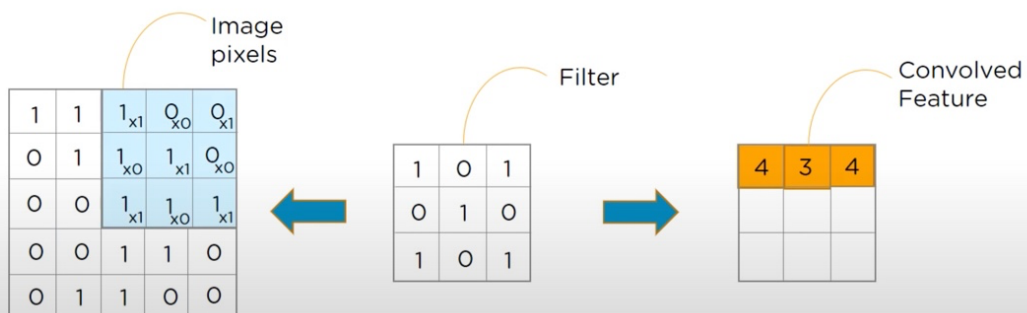 Image
pixels
Filter
Convolved
Feature
1 1 1x1 0x0 0x1
0 1 1x0 1x1 0x0
0 0 1x1 1x0 1x1
0 0 1 1 0
0 1 1 0 0
1 0 1
0 1 0
1 0 1
4 3 4